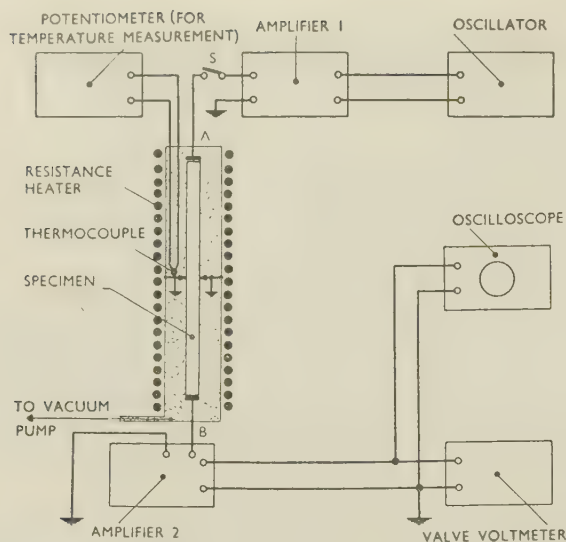 POTENTIOMETER (FOR
TEMPERATURE MEASUREMENT)
AMPLIFIER 1
OSCILLATOR
S
A
RESISTANCE
HEATER
THERMOCOUPLE
SPECIMEN
OSCILLOSCOPE
TO VACUUM
PUMP
B
AMPLIFIER 2
VALVE VOLTMETER